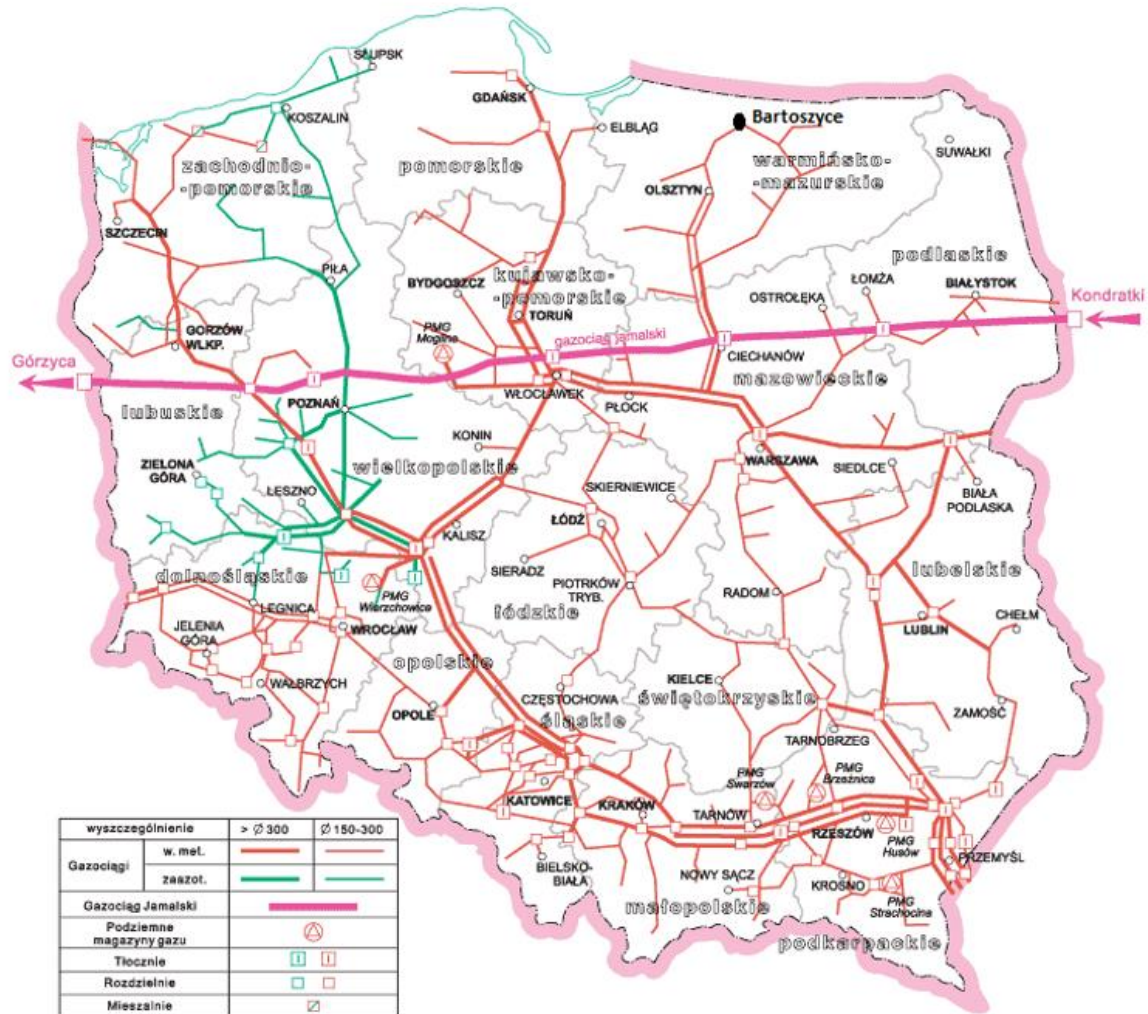 SŁUPSK
KOSZALIN
GDAŃSK
ELBLĄG
Bartoszyce
SUWAŁKI
zachodnio-
-pomorskie
pomorskie
warmińsko-
-mazurskie
OLSZTYN
SZCZECIN
podlaskie
PIŁA
BYDGOSZCZ
kujawsko-
-pomorskie
ŁOMŻA
OSTROŁĘKA
BIAŁYSTOK
Kondratki
TORUŃ
PMG
Mogilno
gazociąg jamalski
GORZÓW
WLKP.
CIECHANÓW
Górzyca
mazowieckie
lubuskie
WŁOCŁAWEK
PŁOCK
POZNAŃ
KONIN
WARSZAWA
wielkopolskie
SIEDLCE
ZIELONA
GÓRA
LESZNO
SKIERNIEWICE
BIAŁA
PODLASKA
ŁÓDŹ
KALISZ
SIERADZ
dolnośląskie
PMG
Wierzchowice
PIOTRKÓW
TRYB.
lubelskie
łódzkie
RADOM
LEGNICA
WROCŁAW
LUBLIN
CHEŁM
JELENIA
GÓRA
opolskie
WAŁBRZYCH
KIELCE
CZĘSTOCHOWA
świętokrzyskie
śląskie
OPOLE
ZAMOŚĆ
TARNOBRZEG
PMG
Swarzów
PMG
Brzeźnica
KATOWICE
KRAKÓW
TARNÓW
RZESZÓW
PMG
Husów
PRZEMYŚL
BIELSKO-
BIAŁA
NOWY SĄCZ
KROSNO
małopolskie
PMG
Strachocina
podkarpackie
wyszczególnienie > Ø 300 Ø 150-300
Gazociągi w. met.
zaazot.
Gazociąg Jamalski
Podziemne
magazyny gazu
Tłocznie
Rozdzielnie
Mieszalnie